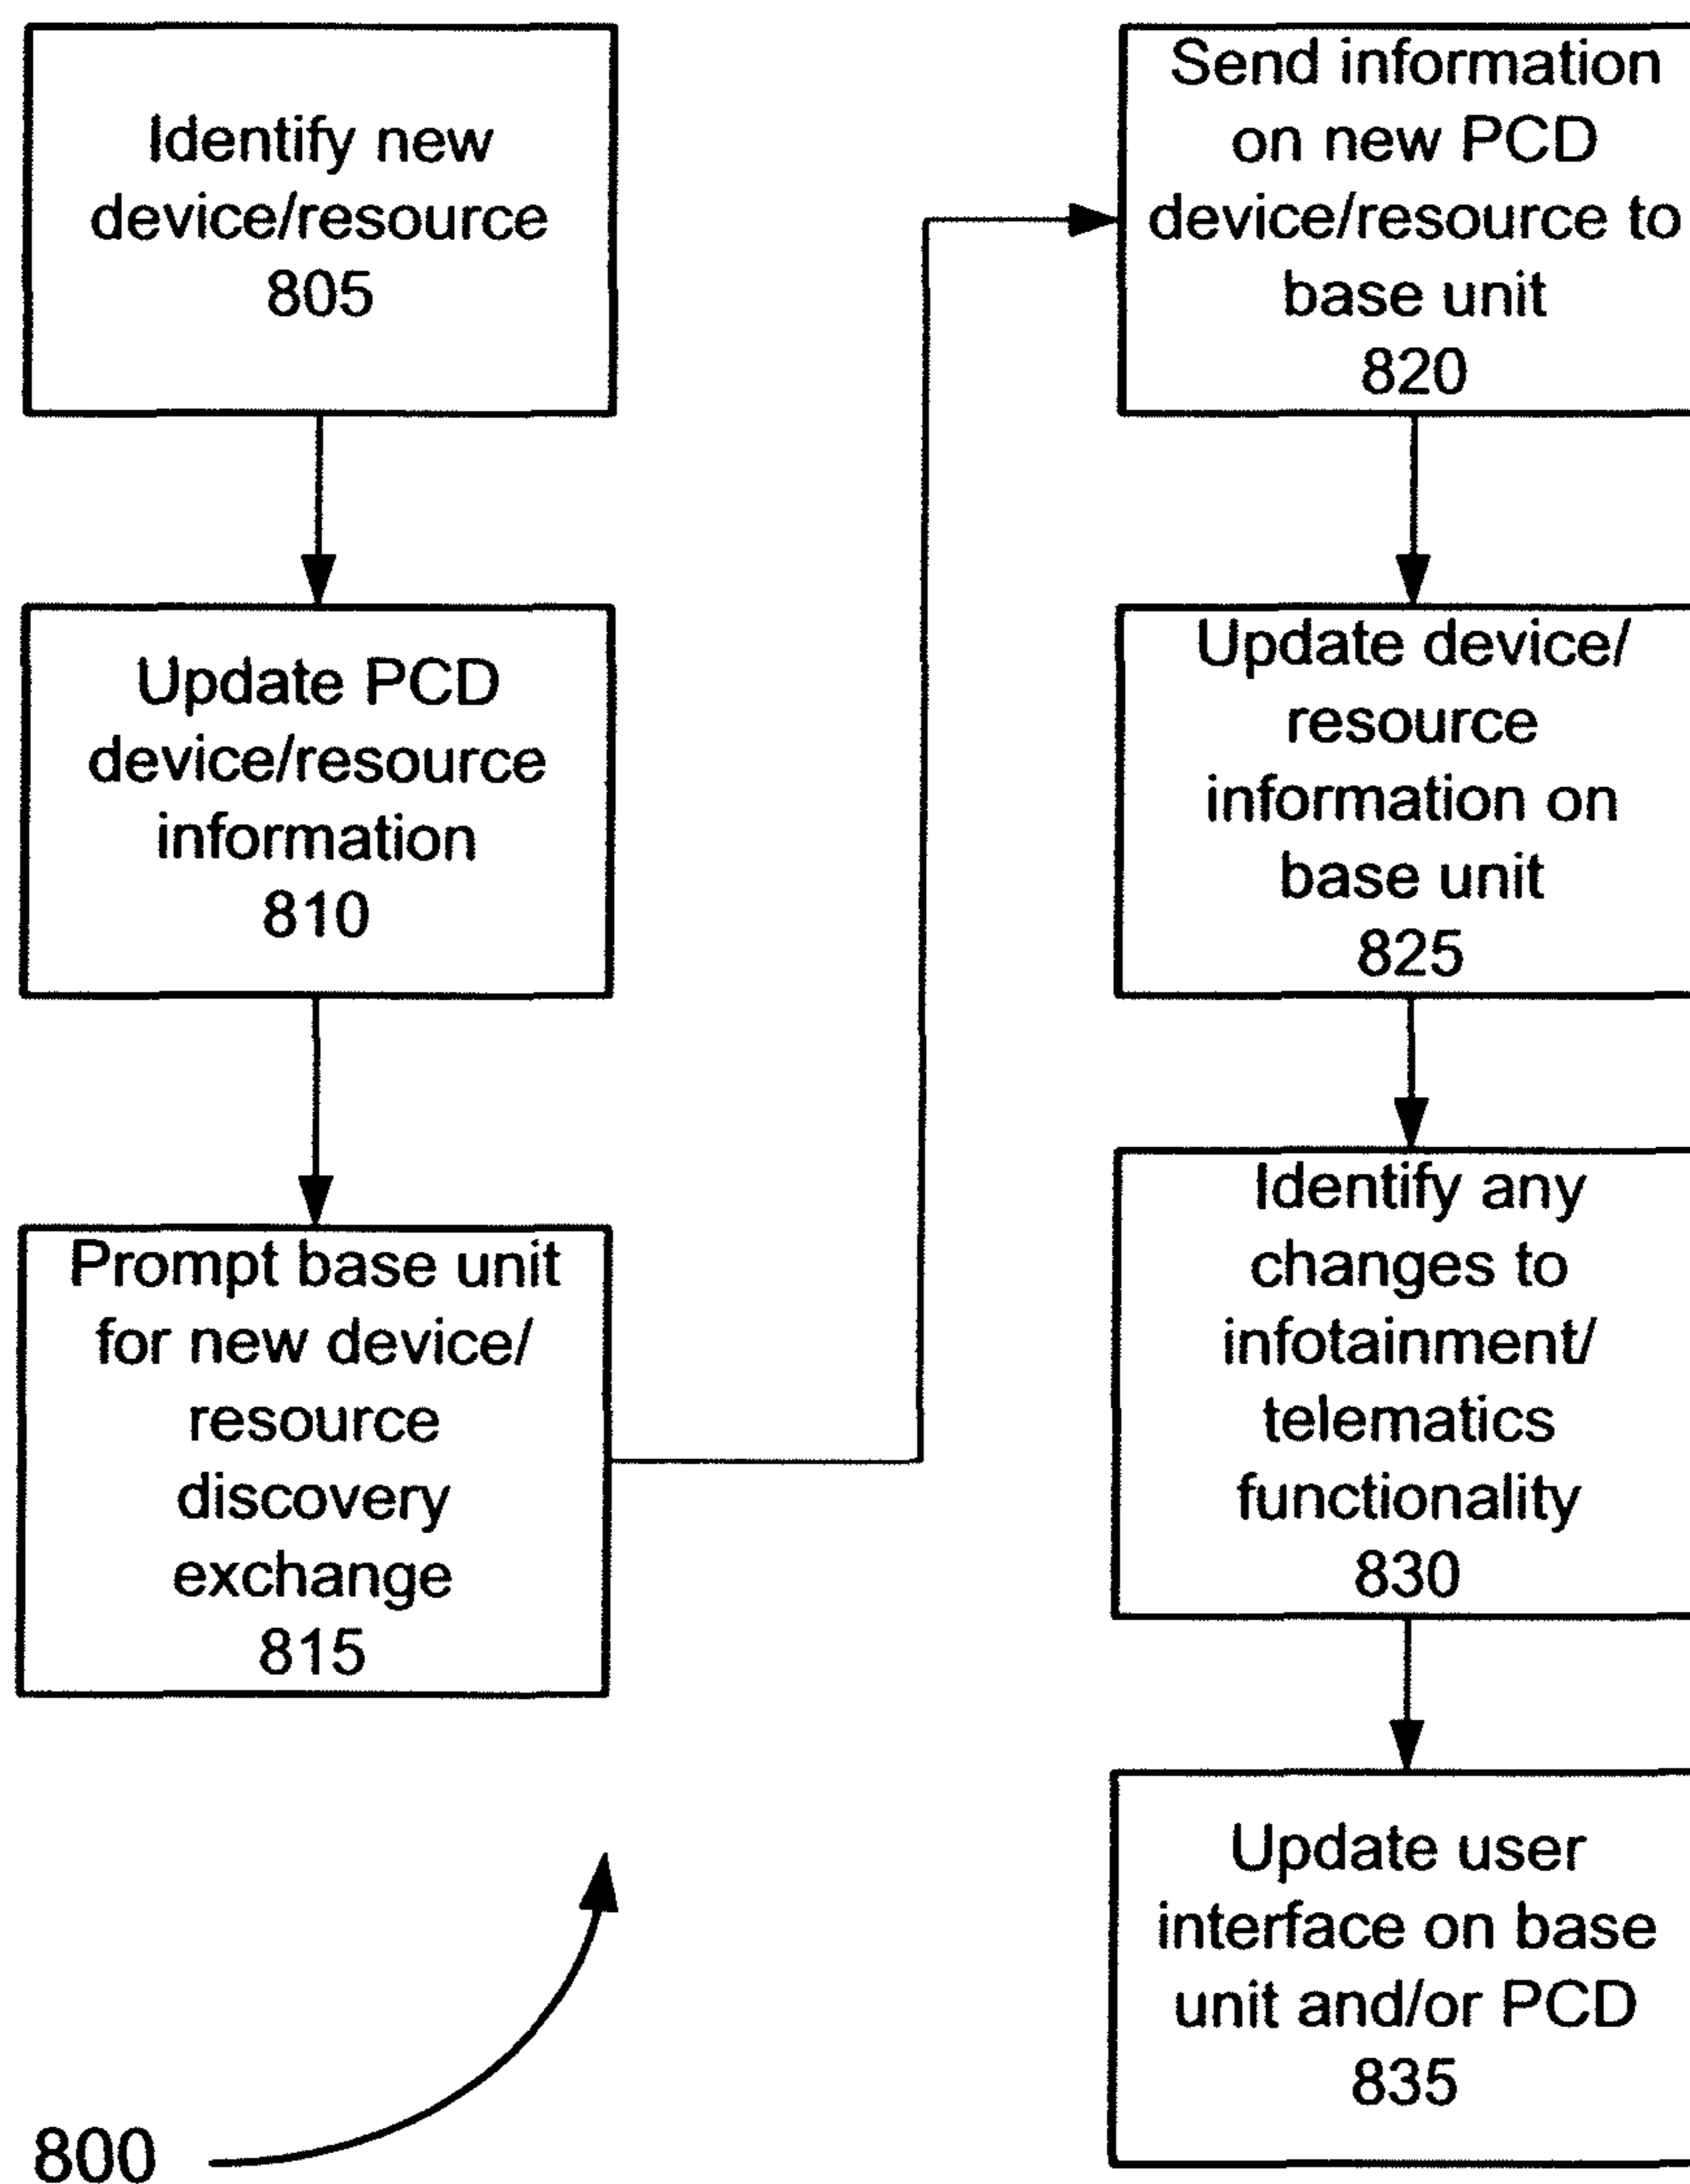 Identify new
device/resource
805
Update PCD
device/resource
information
810
Prompt base unit
for new device/
resource
discovery
exchange
815
Send information
on new PCD
device/resource to
base unit
820
Update device/
resource
information on
base unit
825
Identify any
changes to
infotainment/
telematics
functionality
830
Update user
interface on base
unit and/or PCD
835
800